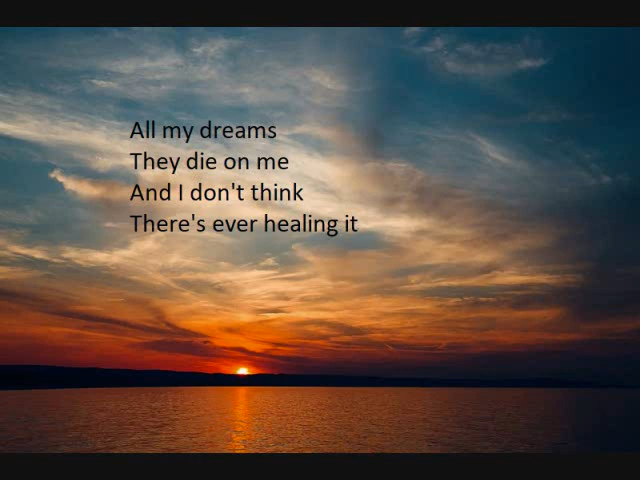 All my dreams
They die on me
And I don't think
There's ever healing it